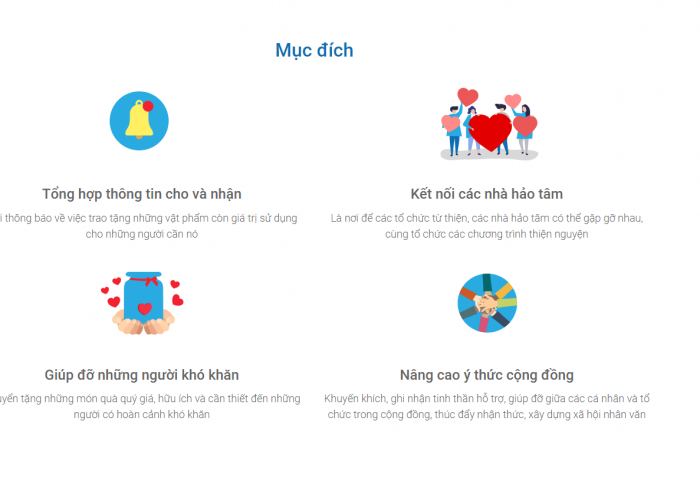 Mục đích
Tổng hợp thông tin cho và nhận
thông báo về việc trao tặng những vật phẩm còn giá trị sử dụng
cho những người cần nó
Kết nối các nhà hảo tâm
Là nơi để các tổ chức từ thiện, các nhà hảo tâm có thể gặp gỡ nhau,
cùng tổ chức các chương trình thiện nguyện
Giúp đỡ những người khó khăn
tặng những món quà quý giá, hữu ích và cần thiết đến những
người có hoàn cảnh khó khăn
Nâng cao ý thức cộng đồng
Khuyến khích, ghi nhận tinh thần hỗ trợ, giúp đỡ giữa các cá nhân và tổ
chức trong cộng đồng, thúc đẩy nhận thức, xây dựng xã hội nhân văn